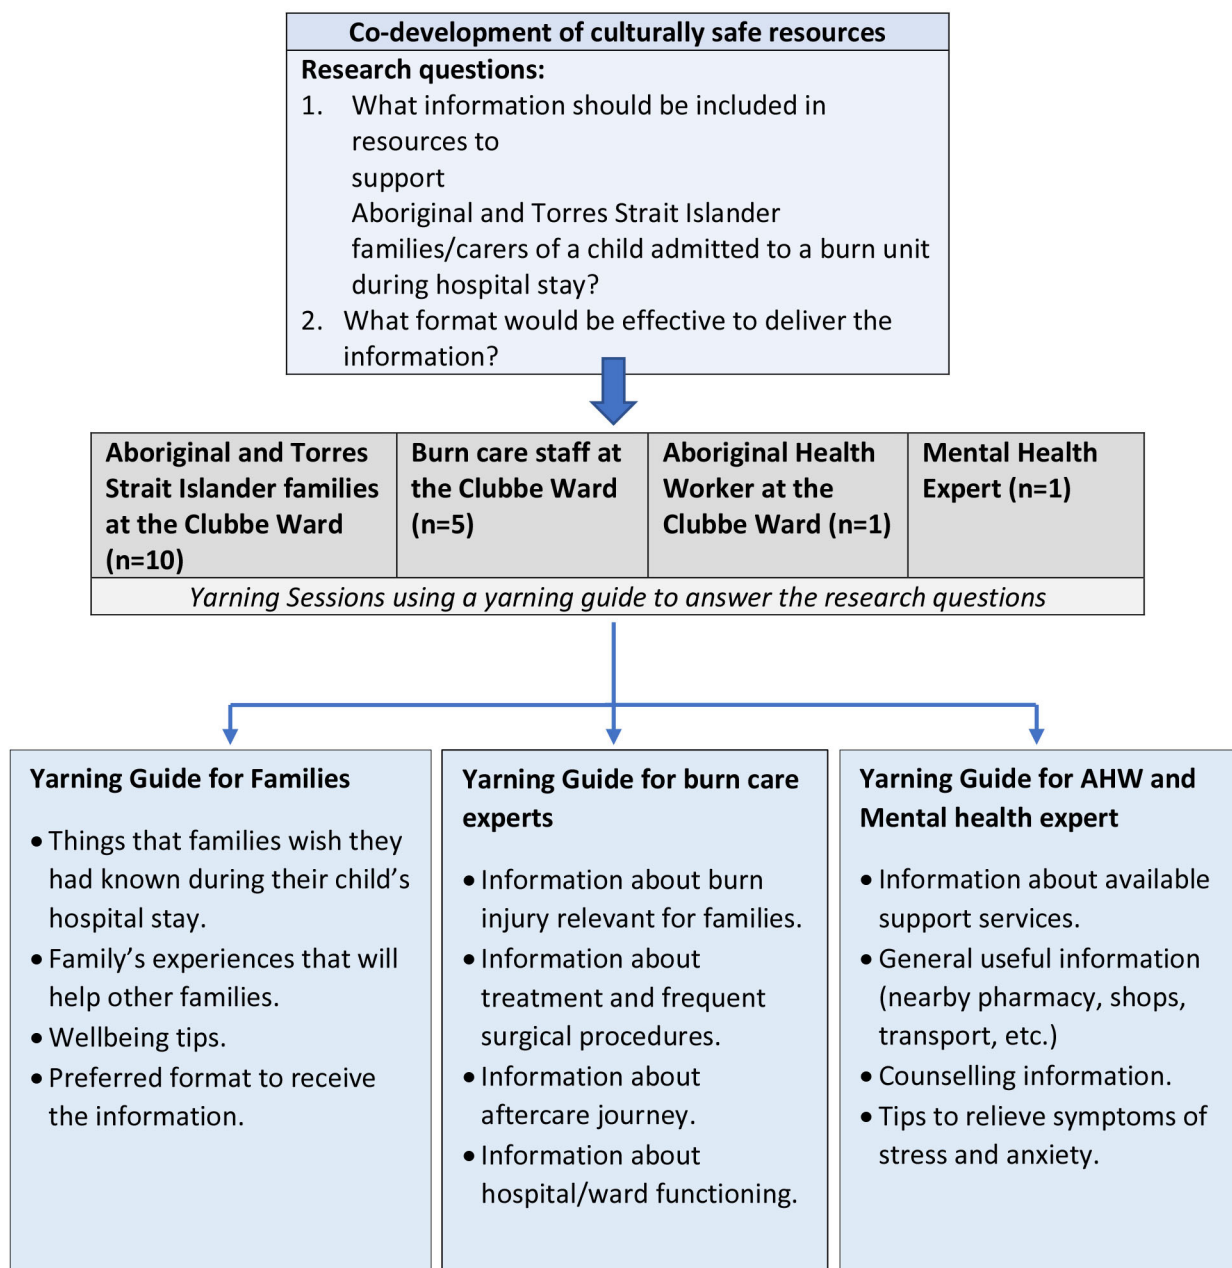 Co-development of culturally safe resources
Research questions:
1. What information should be included in
resources to
support
Aboriginal and Torres Strait Islander
families/carers of a child admitted to a burn unit
during hospital stay?
2. What format would be effective to deliver the
information?
Aboriginal and Torres
Strait Islander families
at the Clubbe Ward
(n=10)
Burn care staff at
the Clubbe Ward
(n=5)
Aboriginal Health
Worker at the
Clubbe Ward (n=1)
Mental Health
Expert (n=1)
Yarning Sessions using a yarning guide to answer the research questions
Yarning Guide for Families
• Things that families wish they
had known during their child’s
hospital stay.
• Family’s experiences that will
help other families.
• Wellbeing tips.
• Preferred format to receive
the information.
Yarning Guide for burn care
experts
• Information about burn
injury relevant for families.
• Information about
treatment and frequent
surgical procedures.
• Information about
aftercare journey.
• Information about
hospital/ward functioning.
Yarning Guide for AHW and
Mental health expert
• Information about available
support services.
• General useful information
(nearby pharmacy, shops,
transport, etc.)
• Counselling information.
• Tips to relieve symptoms of
stress and anxiety.